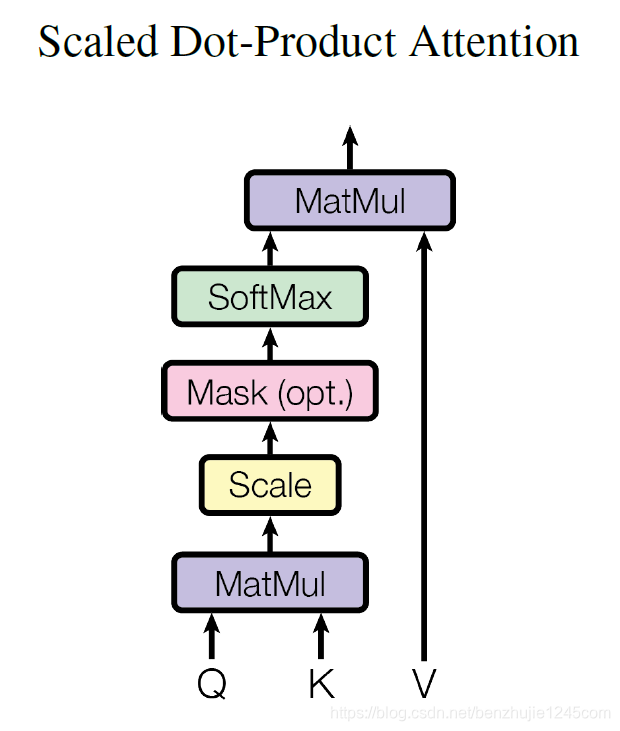 Scaled Dot-Product Attention
MatMul
SoftMax
Mask (opt.)
Scale
MatMul
Q K V
https://blog.csdn.net/benzhujie1245com